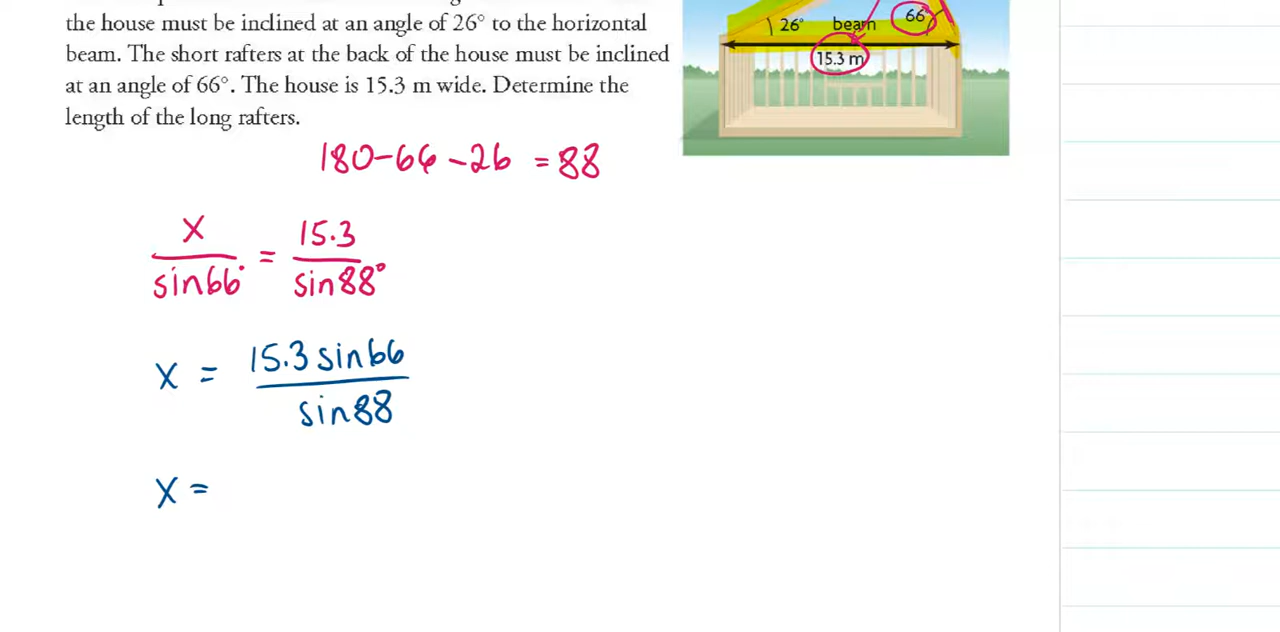 the house must be inclined at an angle of 26° to the horizontal
beam. The short rafters at the back of the house must be inclined
at an angle of 66°. The house is 15.3 m wide. Determine the
length of the long rafters.
26°
beam
66°
15.3 m
180-66-26 = 88
x/sin66° = 15.3/sin88°
x = 15.3 sin66/sin88
x =